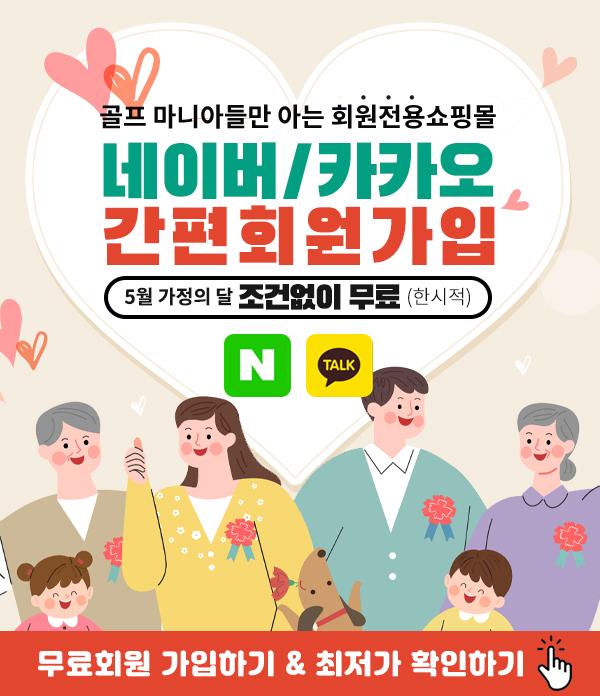 골프 마니아들만 아는 회원전용쇼핑몰
네이버/카카오
간편회원가입
5월 가정의 달 조건없이 무료 (한시적)
N TALK
무료회원 가입하기 & 최저가 확인하기